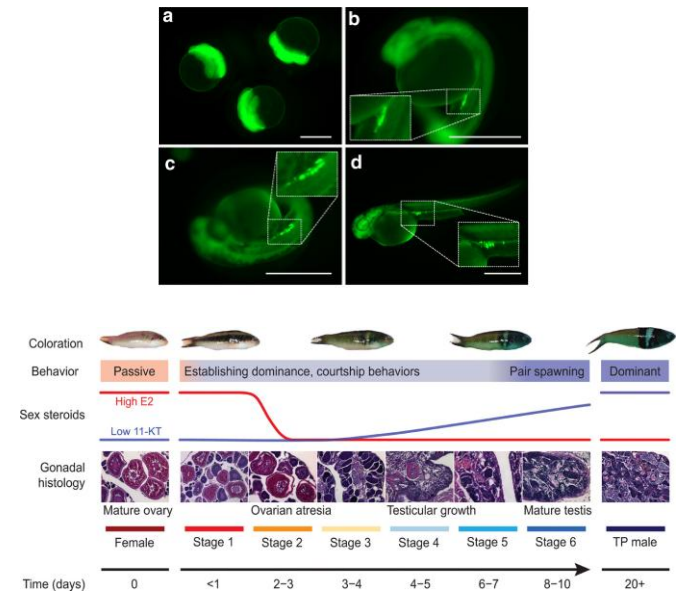 a
b
c
d
Coloration
Behavior
Passive
Establishing dominance, courtship behaviors
Pair spawning
Dominant
High E2
Sex steroids
Low 11-KT
Gonadal
histology
Mature ovary
Ovarian atresia
Testicular growth
Mature testis
Female
Stage 1
Stage 2
Stage 3
Stage 4
Stage 5
Stage 6
TP male
Time (days)
0
<1
2−3
3−4
4−5
6−7
8−10
20+